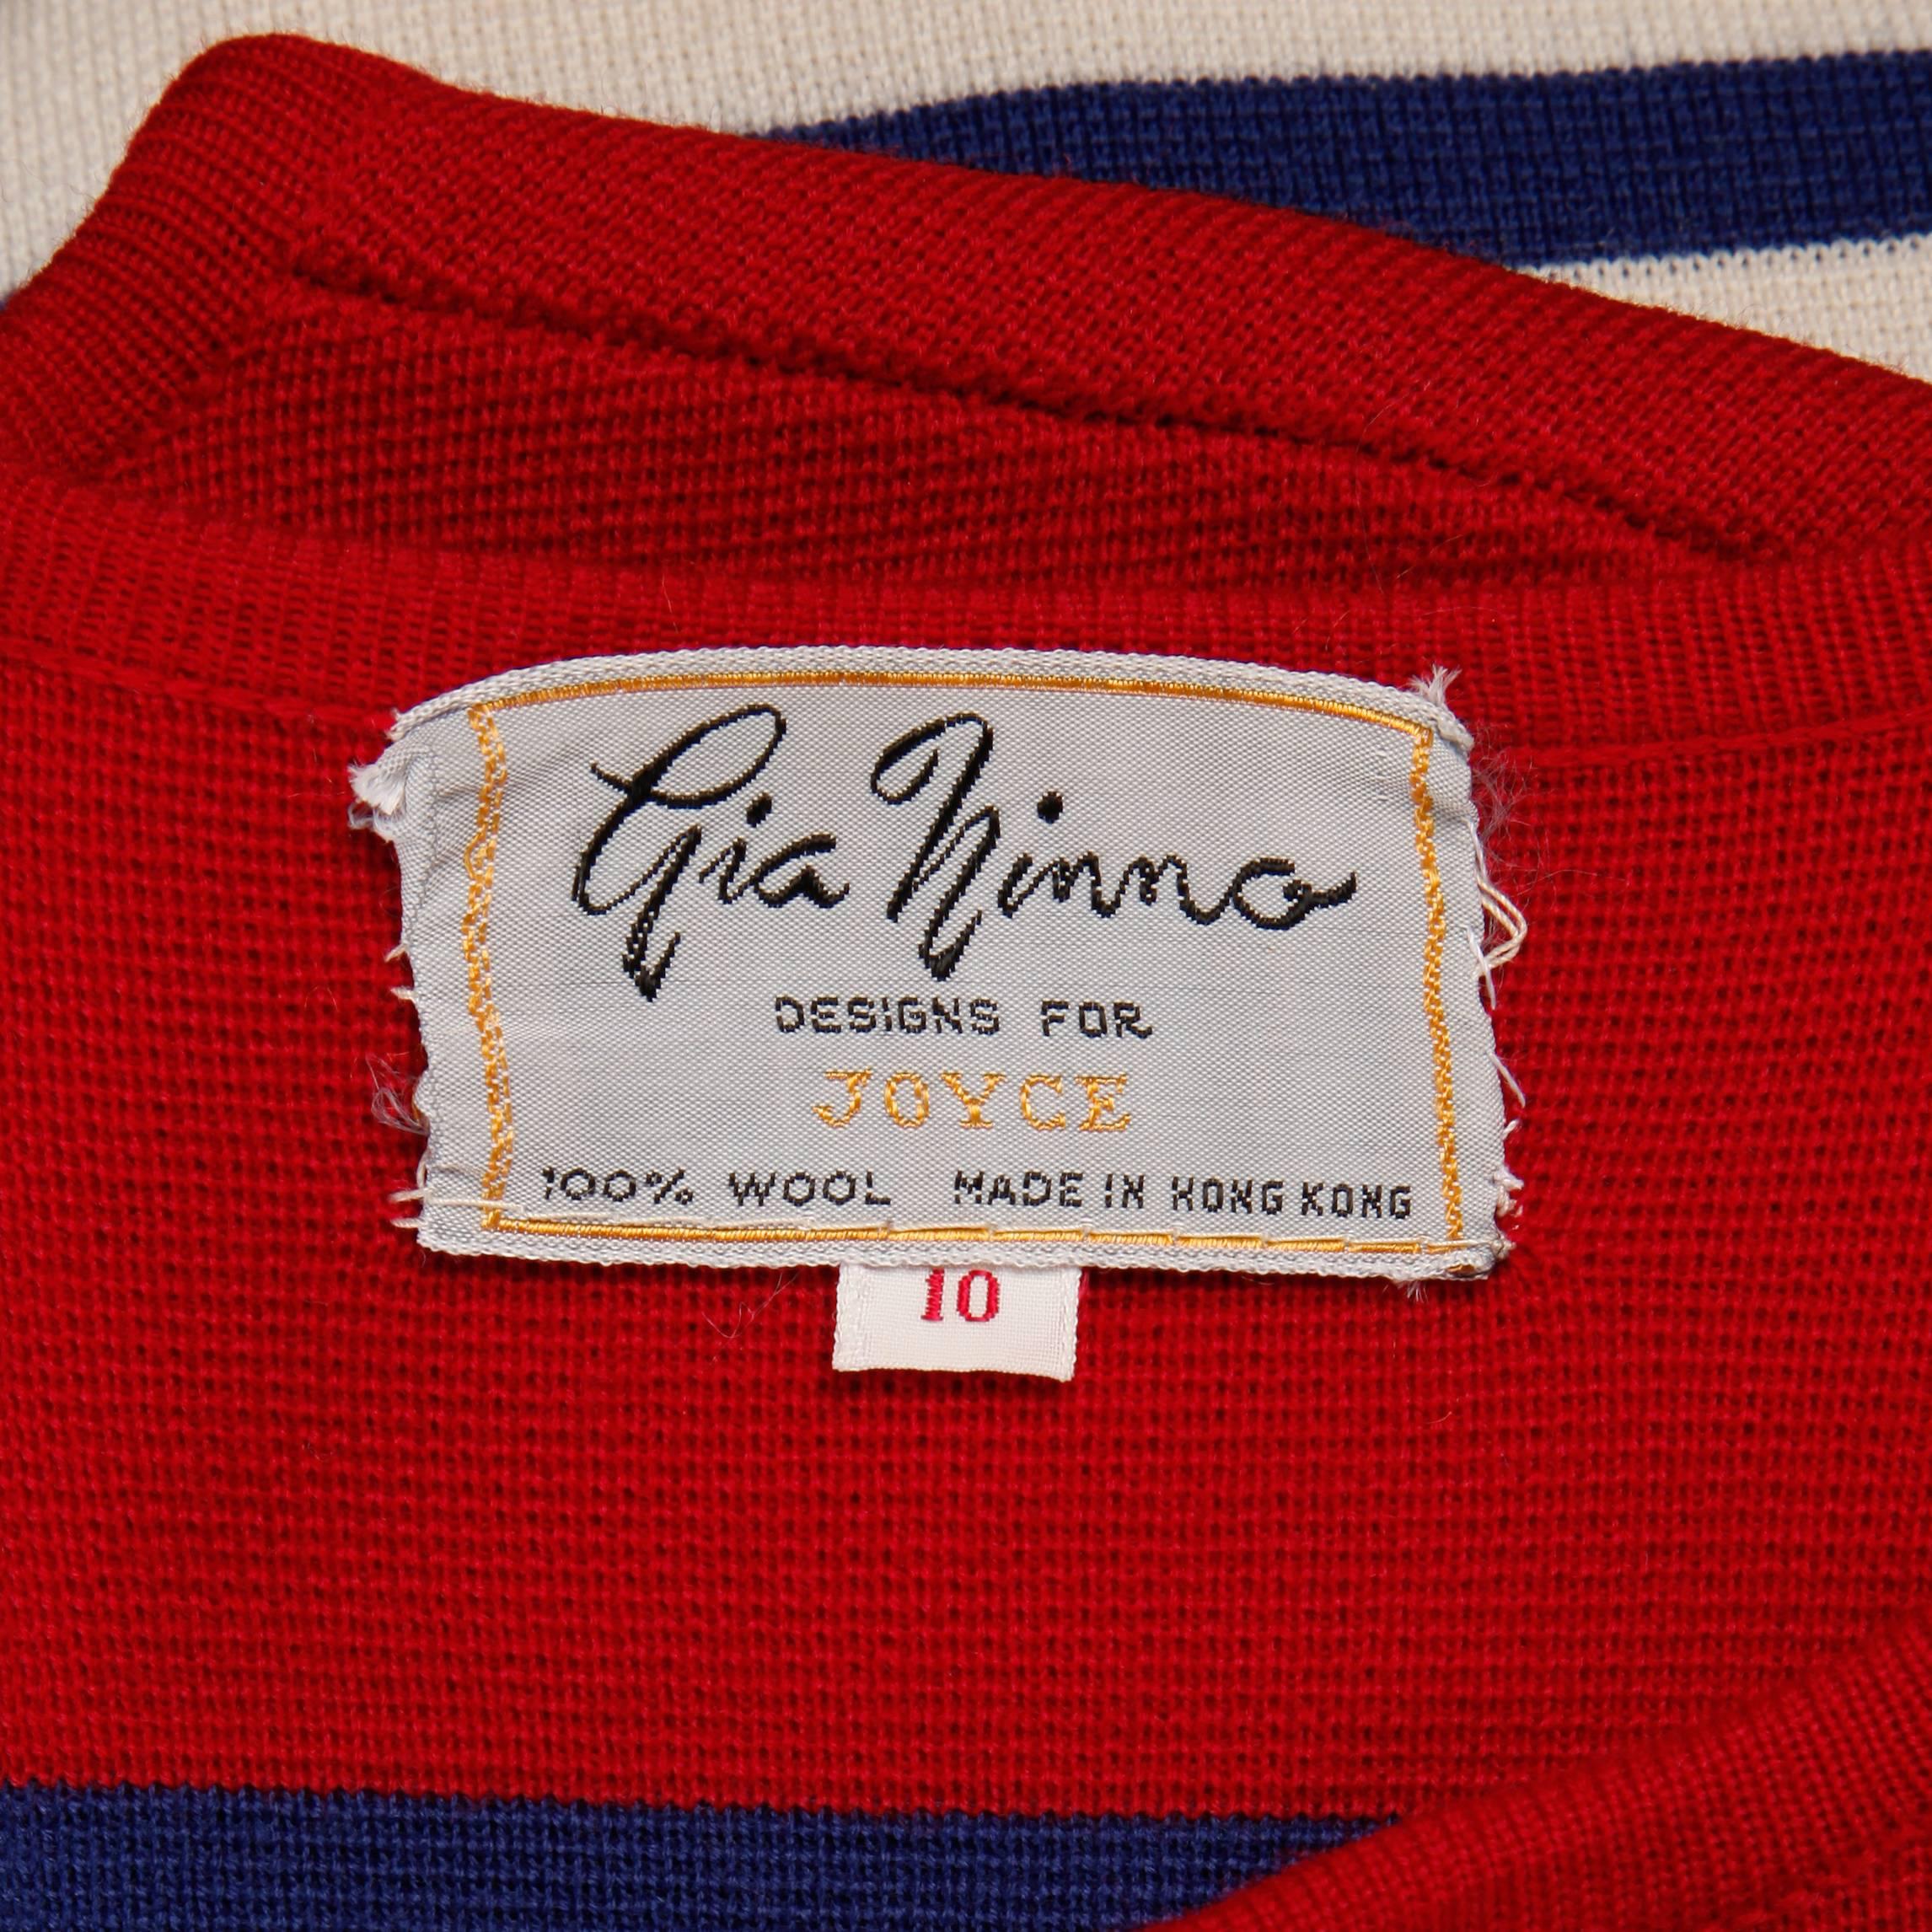 Gia Ninno
DESIGNS FOR
JOYCE
100% WOOL MADE IN HONG KONG
10